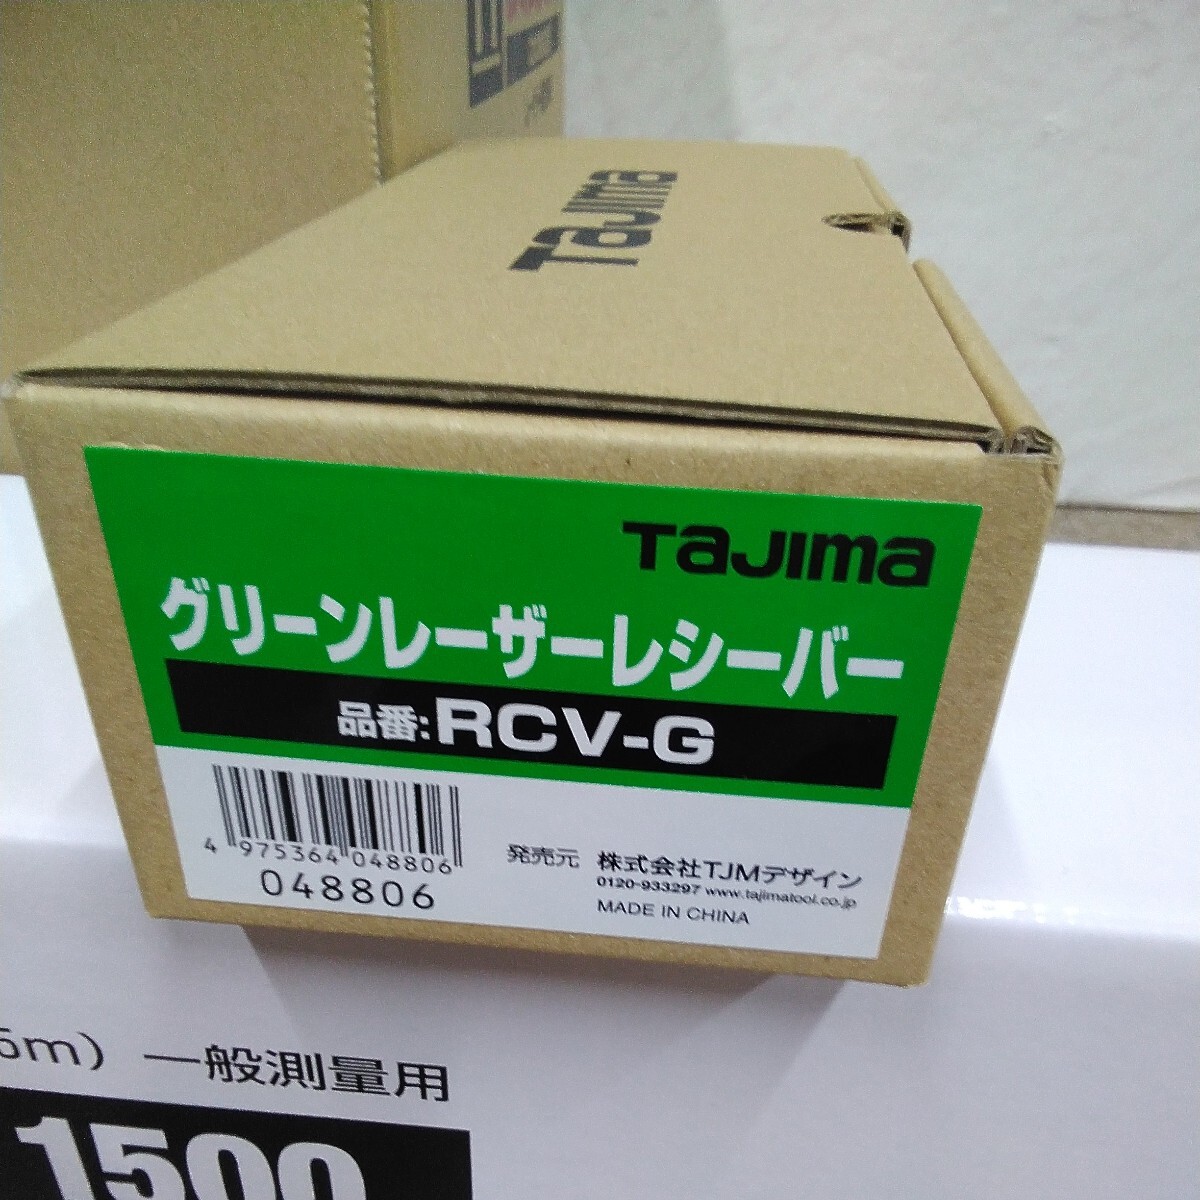 TaJIma
TaJIma
グリーンレーザーレシーバー
品番:RCV-G
4 975364 048806
048806
発売元 株式会社TJMデザイン
0120-933297 www.tajimatool.co.jp
MADE IN CHINA
5m) 一般測量用
1500